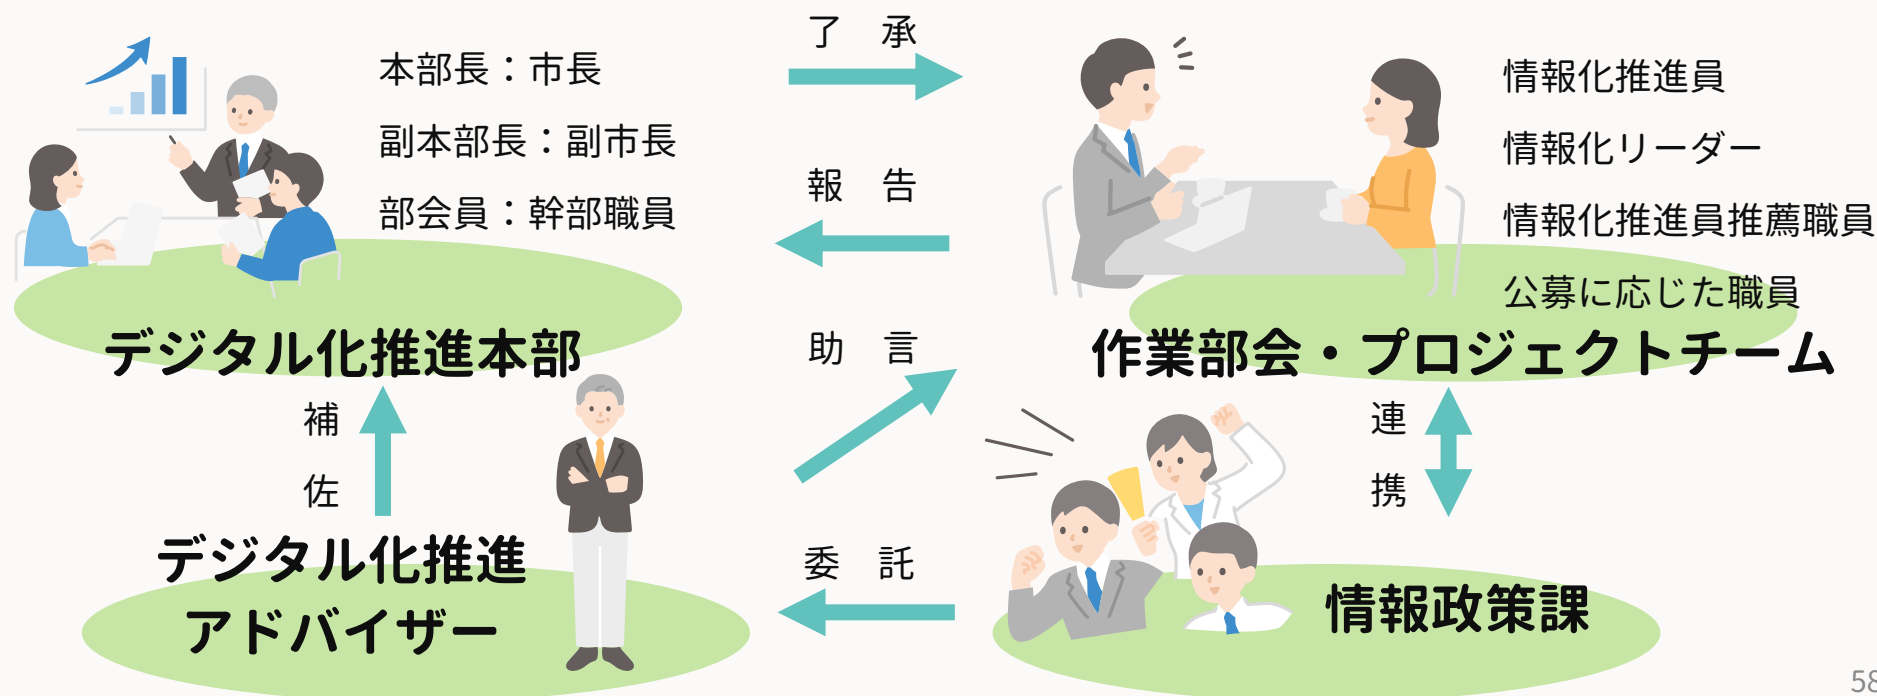 本部長：市長
副本部長：副市長
部会員：幹部職員
デジタル化推進本部
了 承
報 告
助 言
委 託
情報化推進員
情報化リーダー
情報化推進員推薦職員
公募に応じた職員
作業部会・プロジェクトチーム
補
佐
デジタル化推進
アドバイザー
連
携
情報政策課
58